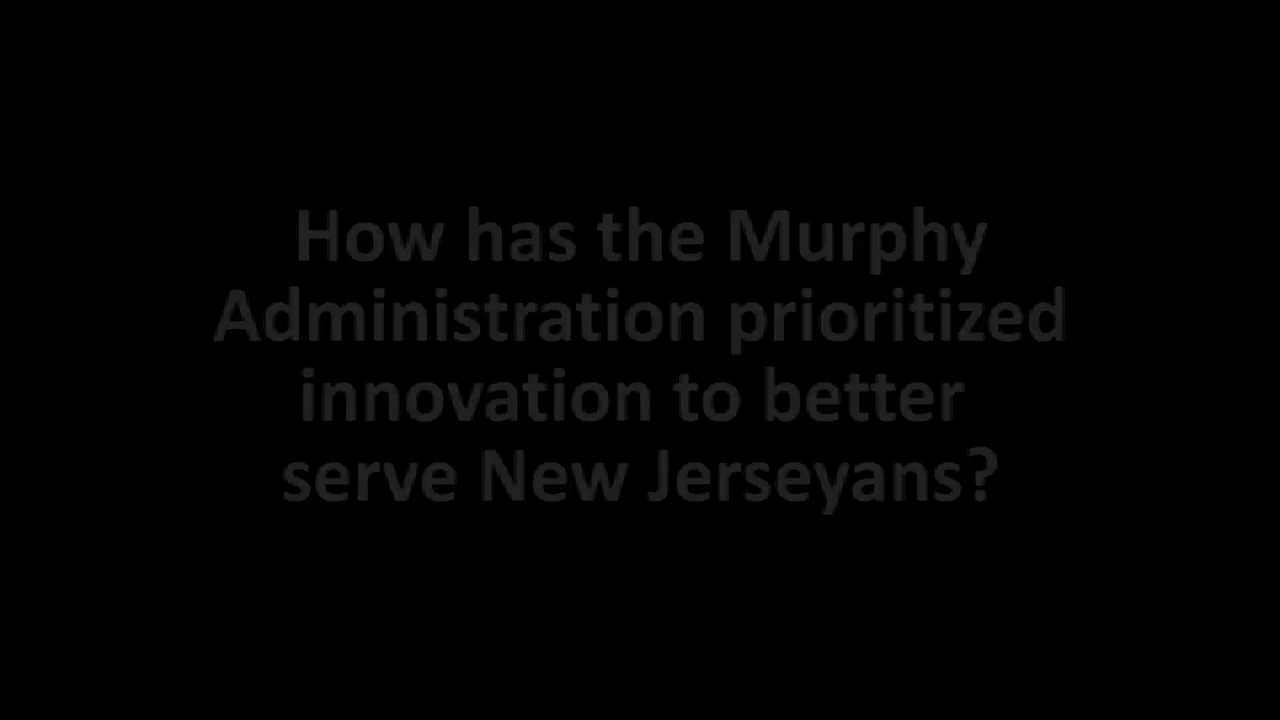 How has the Murphy
Administration prioritized
innovation to better
serve New Jerseyans?